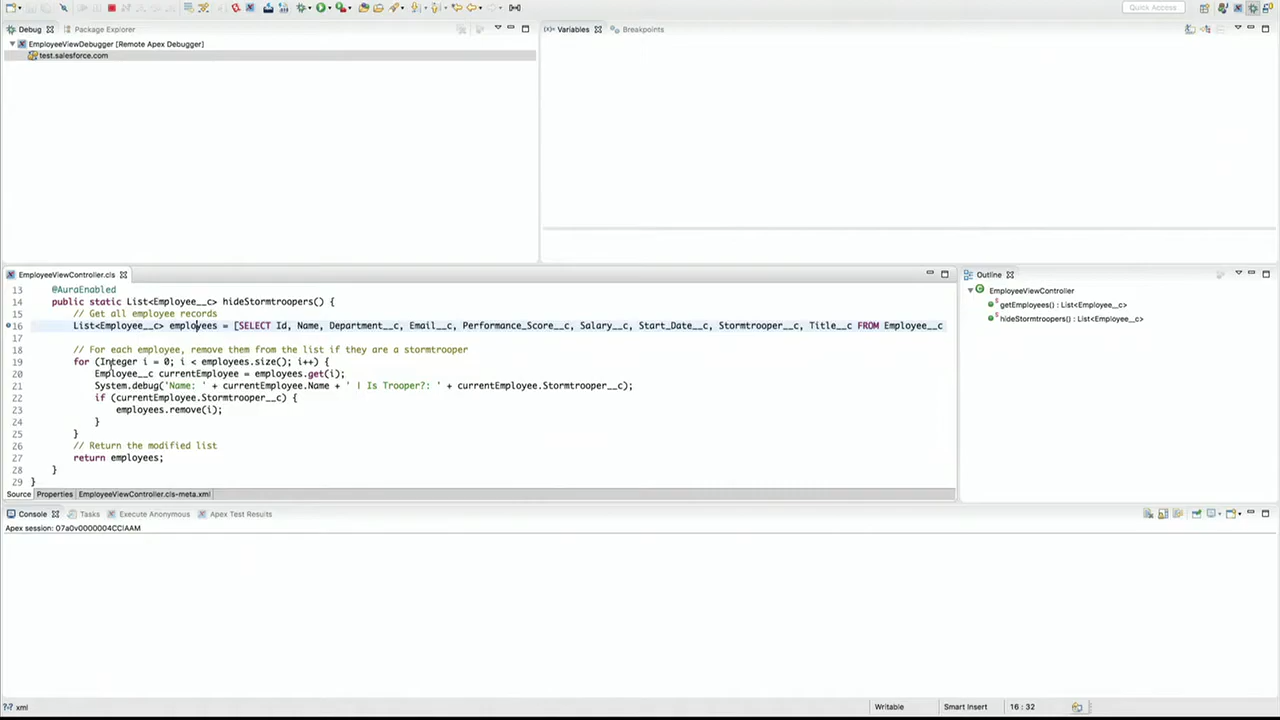 Quick Access
Debug
Package Explorer
EmployeeViewDebugger [Remote Apex Debugger]
test.salesforce.com
(x)= Variables
Breakpoints
EmployeeViewController.cls
13 @AuraEnabled
14 public static List<Employee__c> hideStormtroopers() {
15 // Get all employee records
16 List<Employee__c> employees = [SELECT Id, Name, Department__c, Email__c, Performance_Score__c, Salary__c, Start_Date__c, Stormtrooper__c, Title__c FROM Employee__c
17
18 // For each employee, remove them from the list if they are a stormtrooper
19 for (Integer i = 0; i < employees.size(); i++) {
20 Employee__c currentEmployee = employees.get(i);
21 System.debug('Name: ' + currentEmployee.Name + ' | Is Trooper?: ' + currentEmployee.Stormtrooper__c);
22 if (currentEmployee.Stormtrooper__c) {
23 employees.remove(i);
24 }
25 }
26 // Return the modified list
27 return employees;
28 }
29 }
Source Properties EmployeeViewController.cls-meta.xml
Outline
EmployeeViewController
getEmployees() : List<Employee__c>
hideStormtroopers() : List<Employee__c>
Console Tasks Execute Anonymous Apex Test Results
Apex session: 07a0v0000004CCIAAM
xml Writable Smart Insert 16 : 32